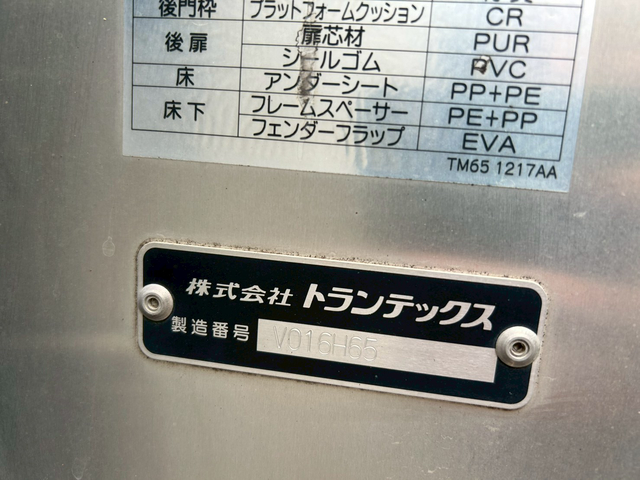 後門枠 プラットフォームクッション CR
後扉 扉芯材 PUR
シールゴム PVC
床 アンダーシート PP+PE
床下 フレームスペーサー PE+PP
フェンダーフラップ EVA
TM65 1217AA
株式会社 トランテックス
製造番号 V016H65